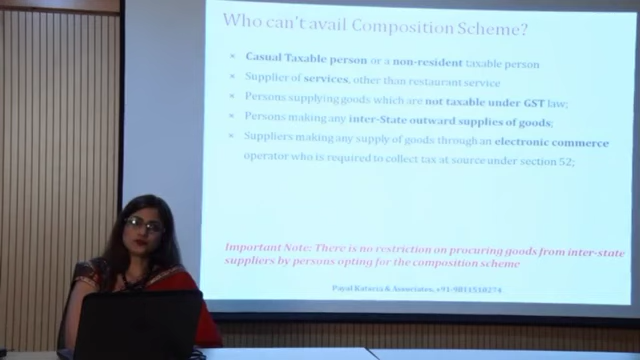 Who can't avail Composition Scheme?
Casual Taxable person or a non-resident taxable person
Supplier of services, other than restaurant service
Persons supplying goods which are not taxable under GST law;
Persons making any inter-State outward supplies of goods;
Suppliers making any supply of goods through an electronic commerce
operator who is required to collect tax at source under section 52;
Important Note: There is no restriction on procuring goods from inter-state
suppliers by persons opting for the composition scheme
Payal Kataria & Associates, +91-9811510274